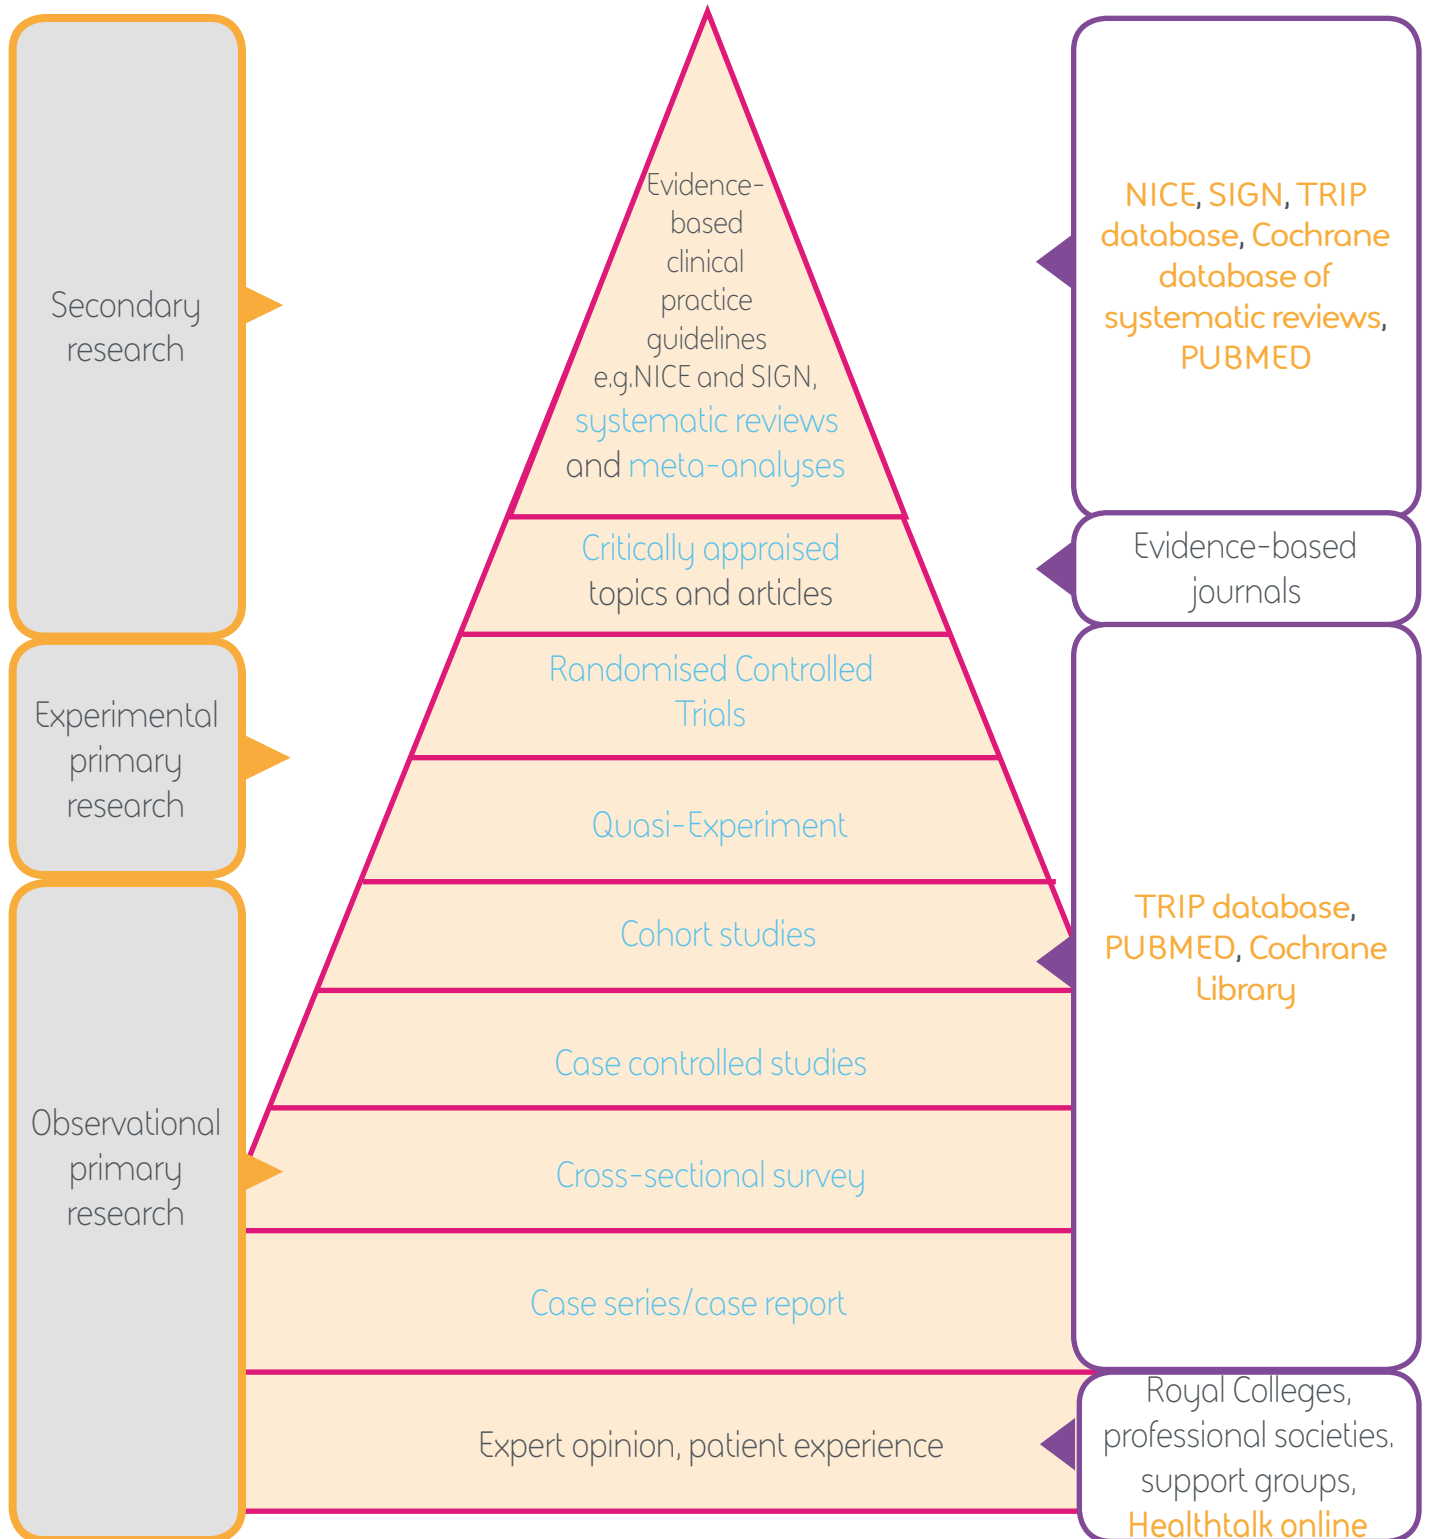 Secondary
research
Experimental
primary
research
Observational
primary
research
Evidence-
based
clinical
practice
guidelines
e.g.NICE and SIGN,
systematic reviews
and meta-analyses
Critically appraised
topics and articles
Randomised Controlled
Trials
Quasi-Experiment
Cohort studies
Case controlled studies
Cross-sectional survey
Case series/case report
Expert opinion, patient experience
NICE, SIGN, TRIP
database, Cochrane
database of
systematic reviews,
PUBMED
Evidence-based
journals
TRIP database,
PUBMED, Cochrane
Library
Royal Colleges,
professional societies.
support groups,
Healthtalk online